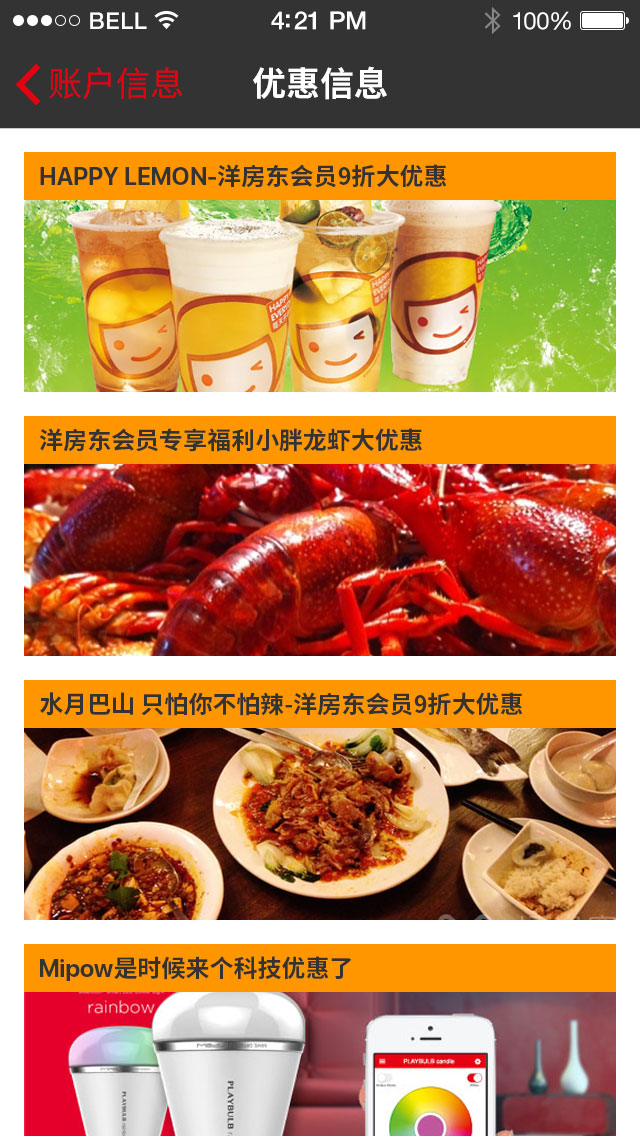 BELL 4:21 PM 100%
账户信息 优惠信息
HAPPY LEMON-洋房东会员9折大优惠
洋房东会员专享福利小胖龙虾大优惠
水月巴山 只怕你不怕辣-洋房东会员9折大优惠
Mipow是时候来个科技优惠了
rainbow
PLAYBULB
PLAYBULB candle